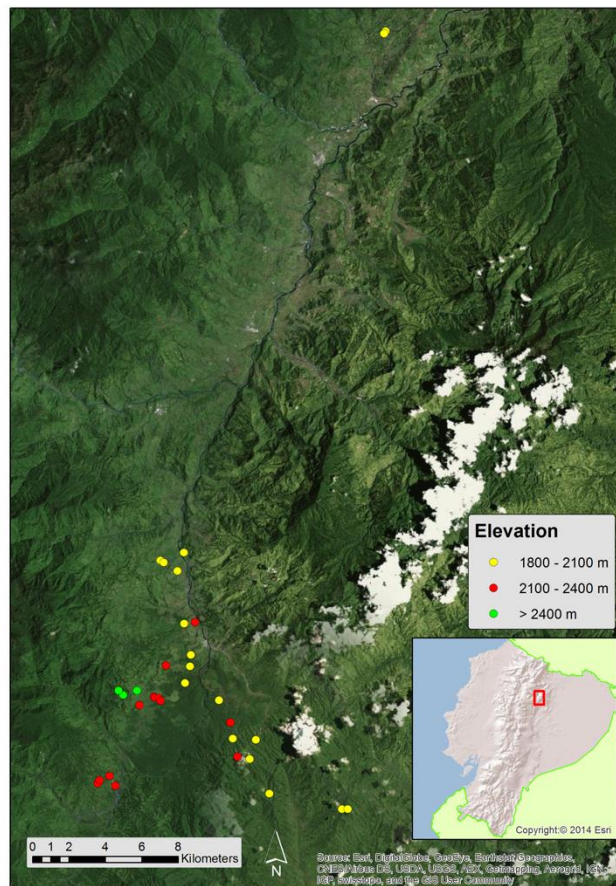 Elevation
1800 - 2100 m
2100 - 2400 m
> 2400 m
Copyright:© 2014 Esri
0 1 2 4 6 8
Kilometers
N
Source: Esri, DigitalGlobe, GeoEye, Earthstar Geographics,
CNES/Airbus DS, USDA, USGS, AEX, Getmapping, Aerogrid, IGN,
IGP, swisstopo, and the GIS User Community